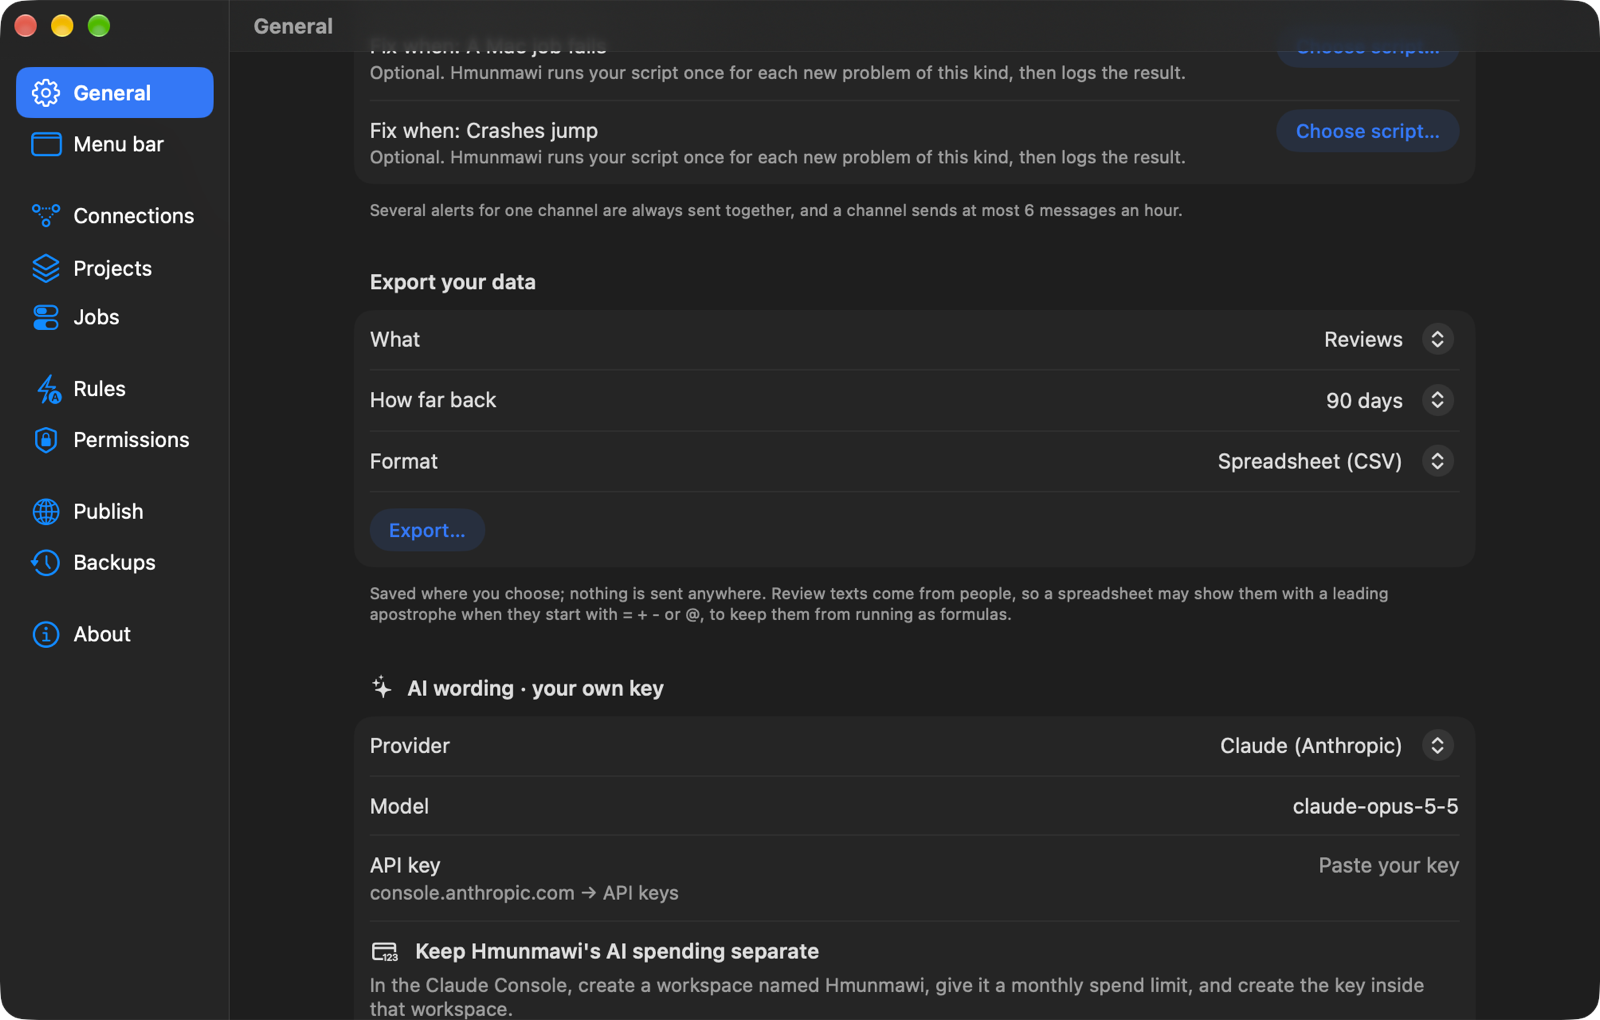 General
General
Menu bar
Connections
Projects
Jobs
Rules
Permissions
Publish
Backups
About
Fix when: A Mac job fails
Choose script...
Optional. Hmunmawi runs your script once for each new problem of this kind, then logs the result.
Fix when: Crashes jump
Choose script...
Optional. Hmunmawi runs your script once for each new problem of this kind, then logs the result.
Several alerts for one channel are always sent together, and a channel sends at most 6 messages an hour.
Export your data
What
Reviews
How far back
90 days
Format
Spreadsheet (CSV)
Export...
Saved where you choose; nothing is sent anywhere. Review texts come from people, so a spreadsheet may show them with a leading
apostrophe when they start with = + - or @, to keep them from running as formulas.
AI wording · your own key
Provider
Claude (Anthropic)
Model
claude-opus-5-5
API key
Paste your key
console.anthropic.com → API keys
Keep Hmunmawi's AI spending separate
In the Claude Console, create a workspace named Hmunmawi, give it a monthly spend limit, and create the key inside
that workspace.